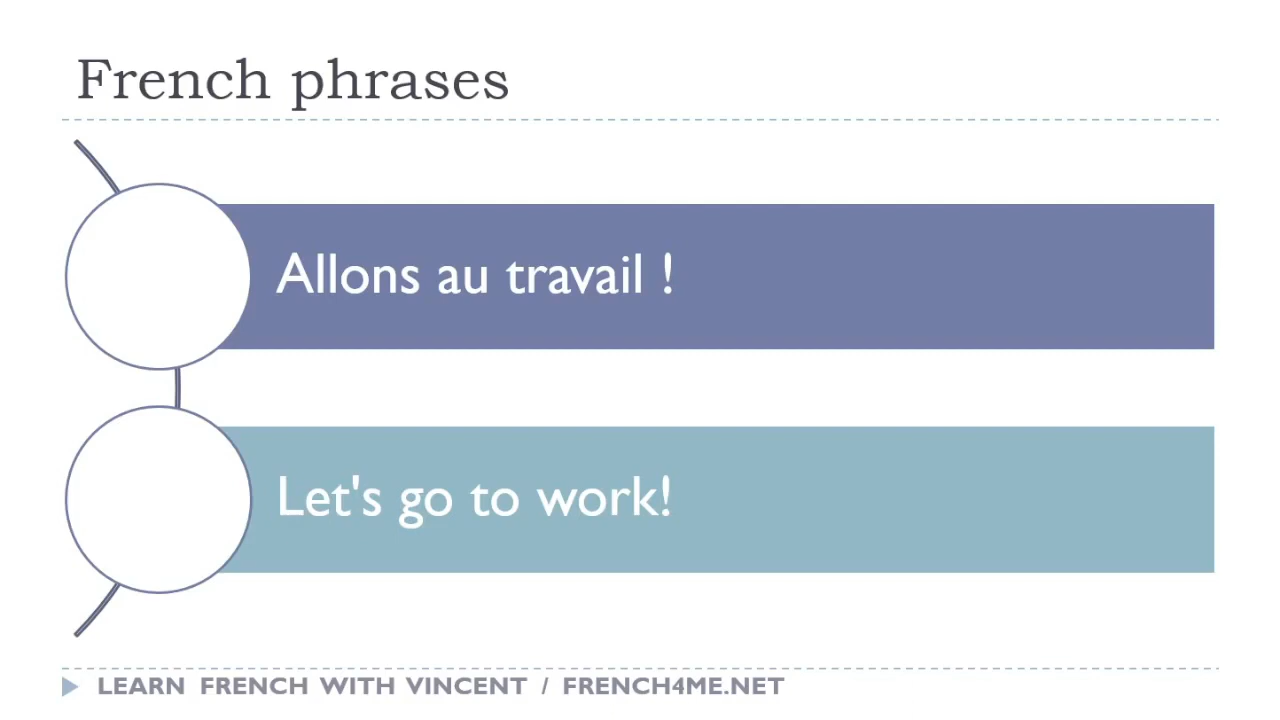 French phrases
Allons au travail !
Let's go to work!
LEARN FRENCH WITH VINCENT / FRENCH4ME.NET